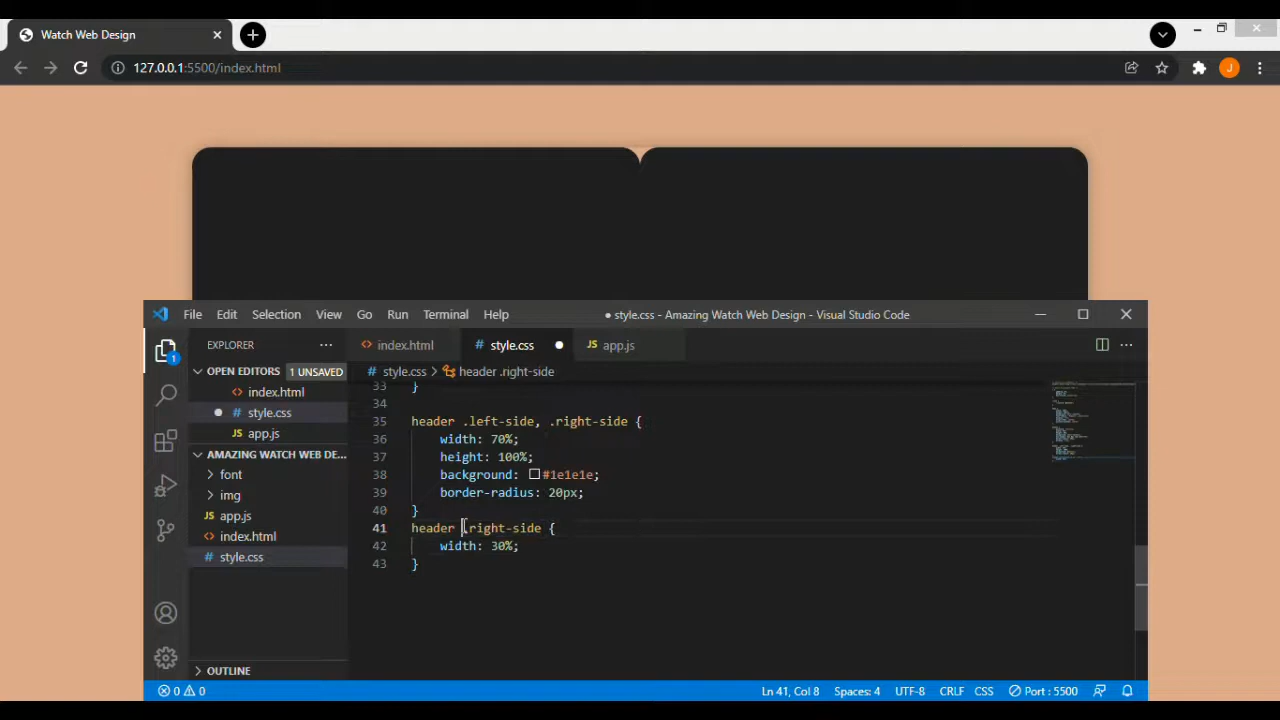 Watch Web Design
127.0.0.1:5500/index.html
J
File Edit Selection View Go Run Terminal Help
● style.css - Amazing Watch Web Design - Visual Studio Code
EXPLORER
index.html
# style.css
app.js
OPEN EDITORS 1 UNSAVED
# style.css > header .right-side
<> index.html
# style.css
JS app.js
AMAZING WATCH WEB DE...
> font
> img
JS app.js
<> index.html
# style.css
1
33 }
34
35 header .left-side, .right-side {
36 width: 70%;
37 height: 100%;
38 background: #1e1e1e;
39 border-radius: 20px;
40 }
41 header .right-side {
42 width: 30%;
43 }
> OUTLINE
0 0
Ln 41, Col 8 Spaces: 4 UTF-8 CRLF CSS Port : 5500